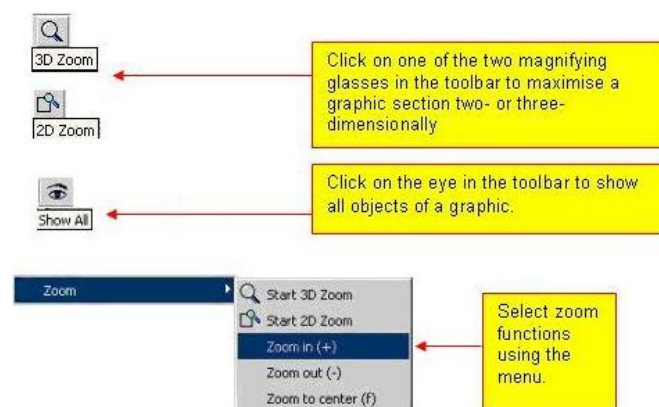 3D Zoom
Click on one of the two magnifying
glasses in the toolbar to maximise a
graphic section two- or three-
dimensionally
2D Zoom
Click on the eye in the toolbar to show
all objects of a graphic.
Show All
Zoom
Start 3D Zoom
Start 2D Zoom
Zoom in (+)
Zoom out (-)
Zoom to center (f)
Select zoom
functions
using the
menu.